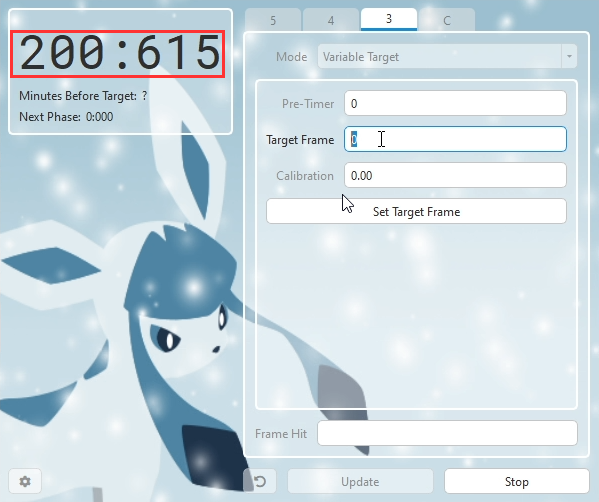 200:615
Minutes Before Target: ?
Next Phase: 0:000
5 4 3 C
Mode Variable Target
Pre-Timer 0
Target Frame 0
Calibration 0.00
Set Target Frame
Frame Hit
Update Stop